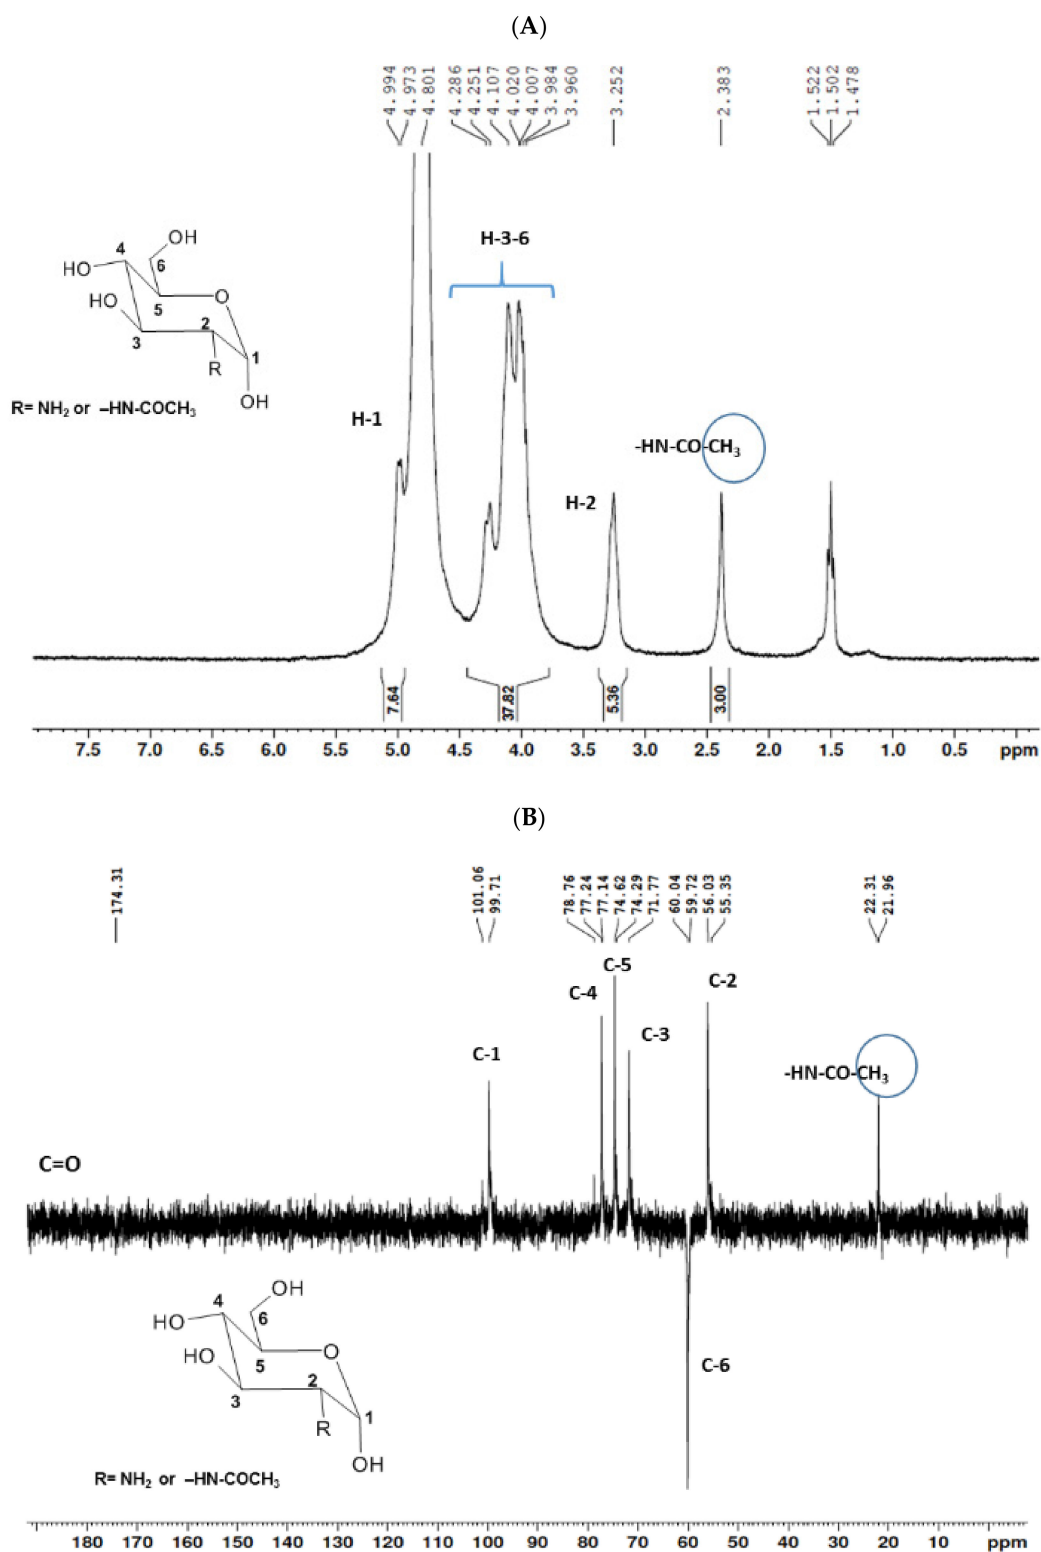 (A)
4.994
4.973
4.801
4.286
4.251
4.107
4.020
4.007
3.984
3.960
3.252
2.383
1.522
1.502
1.478
H-3-6
OH
4
HO
6
HO
5
O
2
3
R
1
OH
R= NH2 or –HN-COCH3
H-1
-HN-CO-CH3
H-2
7.64
37.82
5.36
3.00
7.5 7.0 6.5 6.0 5.5 5.0 4.5 4.0 3.5 3.0 2.5 2.0 1.5 1.0 0.5 ppm
(B)
174.31
101.06
99.71
78.76
77.24
77.14
74.62
74.29
71.77
60.04
59.72
56.03
55.35
22.31
21.96
C-5
C-4
C-2
C-3
C-1
-HN-CO-CH3
C=O
OH
4
HO
6
HO
5
O
2
3
R
1
OH
C-6
R= NH2 or –HN-COCH3
180 170 160 150 140 130 120 110 100 90 80 70 60 50 40 30 20 10 ppm